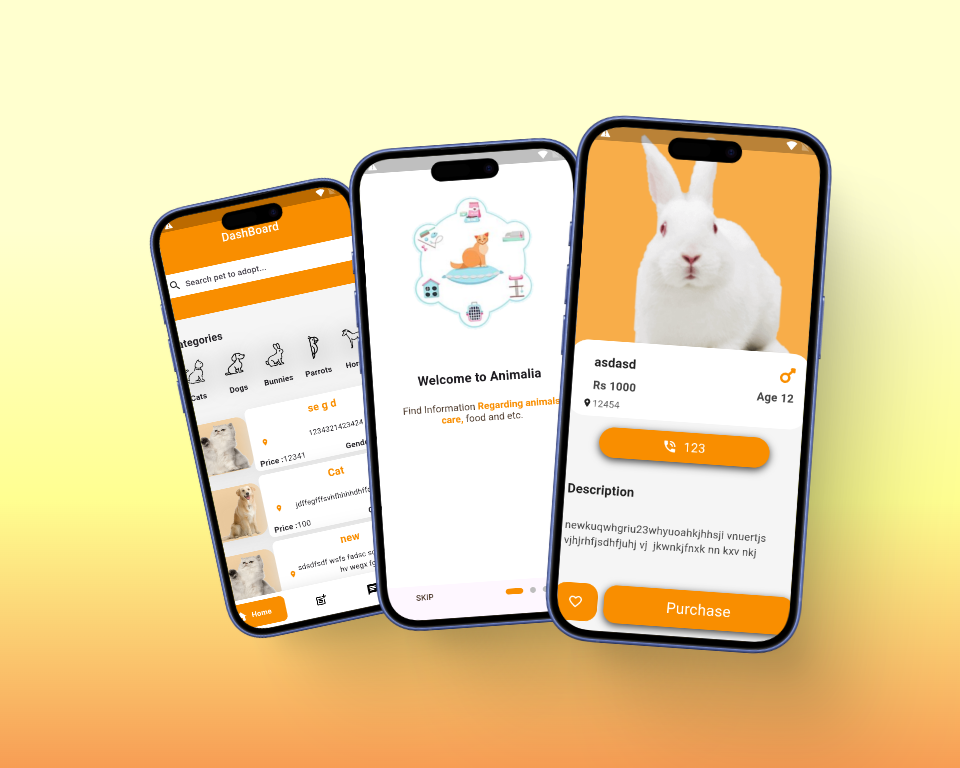 DashBoard
Search pet to adopt...
ategories
Cats
Dogs
Bunnies
Parrots
Hor
se g d
1234321423424
Price :12341
Gende
Cat
Price :100
new
sdsdfsdf wsfs fadsc sc
hv wegx fg
Home
Welcome to Animalia
Find Information Regarding animals
care, food and etc.
SKIP
asdasd
Rs 1000
12454
Age 12
123
Description
newkuqwhgriu23whyuoahkjhhsji vnuertjs
vjhjrhfjsdhfjuhj vj jkwnkjfnxk nn kxv nkj
Purchase